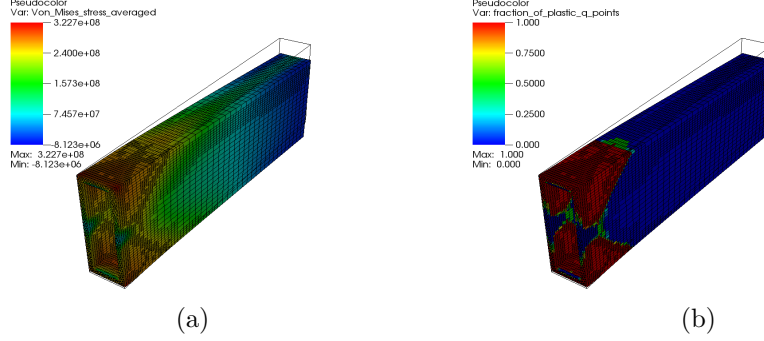 Pseudocolor
Var: Von_Mises_stress_averaged
3.227e+08
2.400e+08
1.573e+08
7.457e+07
-8.123e+06
Max: 3.227e+08
Min: -8.123e+06
(a)
Pseudocolor
Var: fraction_of_plastic_q_points
1.000
0.7500
0.5000
0.2500
0.000
Max: 1.000
Min: 0.000
(b)